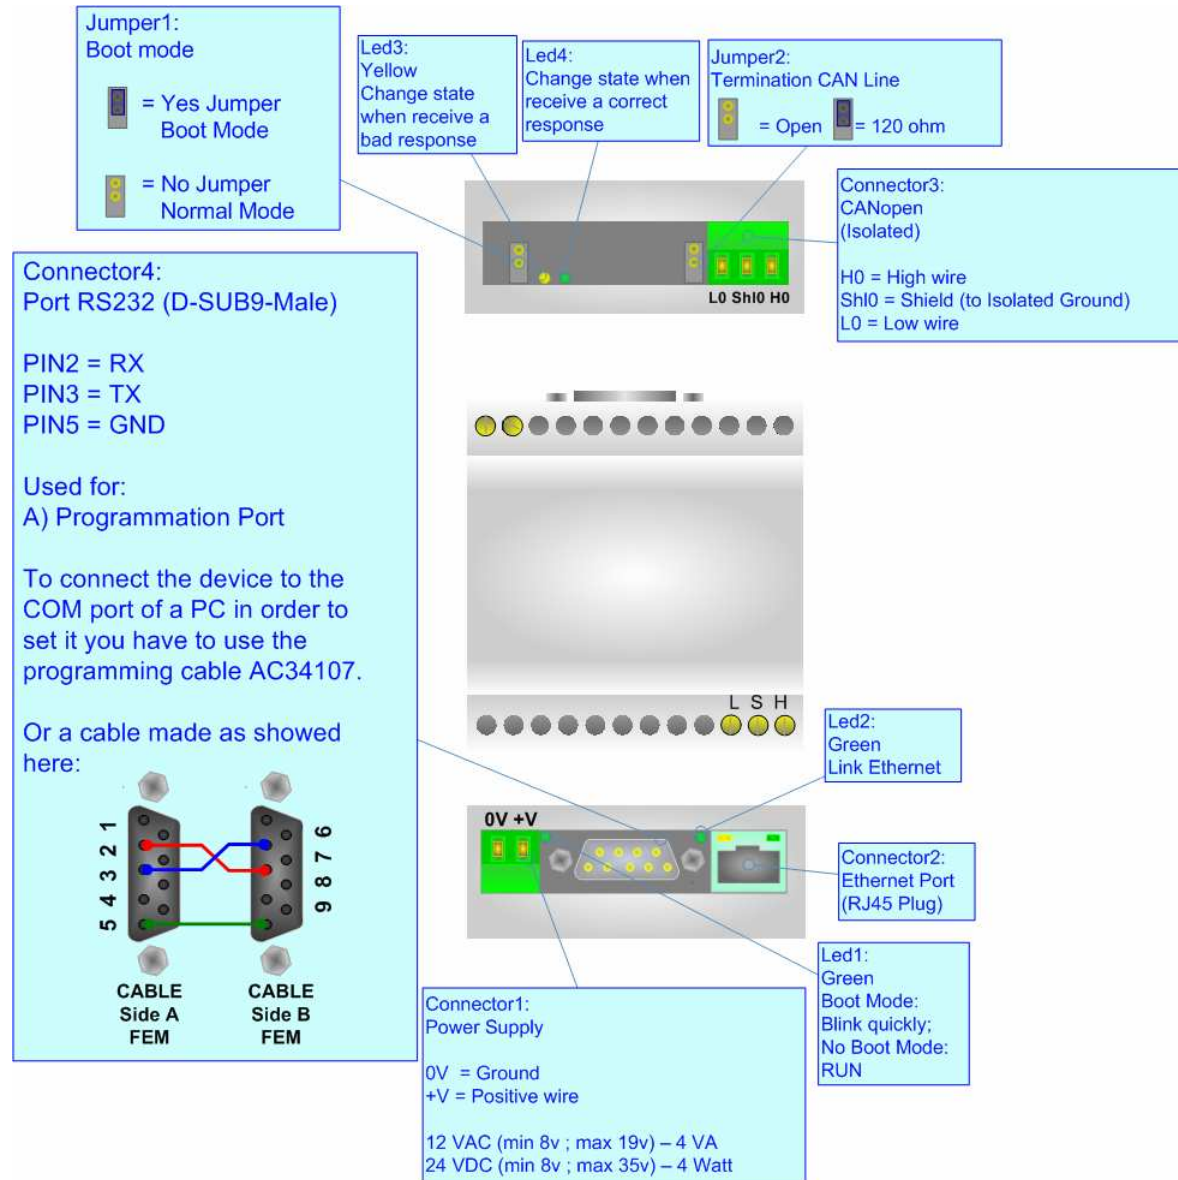 Jumper1:
Boot mode
= Yes Jumper
Boot Mode
= No Jumper
Normal Mode
Led3:
Yellow
Change state
when receive a
bad response
Led4:
Change state when
receive a correct
response
Jumper2:
Termination CAN Line
= Open = 120 ohm
Connector3:
CANopen
(Isolated)
H0 = High wire
Shl0 = Shield (to Isolated Ground)
L0 = Low wire
L0 Shl0 H0
Connector4:
Port RS232 (D-SUB9-Male)
PIN2 = RX
PIN3 = TX
PIN5 = GND
Used for:
A) Programmation Port
To connect the device to the
COM port of a PC in order to
set it you have to use the
programming cable AC34107.
Or a cable made as showed
here:
1
2
3
4
5
6
7
8
9
CABLE
Side A
FEM
CABLE
Side B
FEM
L S H
Led2:
Green
Link Ethernet
0V +V
Connector2:
Ethernet Port
(RJ45 Plug)
Led1:
Green
Boot Mode:
Blink quickly;
No Boot Mode:
RUN
Connector1:
Power Supply
0V = Ground
+V = Positive wire
12 VAC (min 8v ; max 19v) – 4 VA
24 VDC (min 8v ; max 35v) – 4 Watt